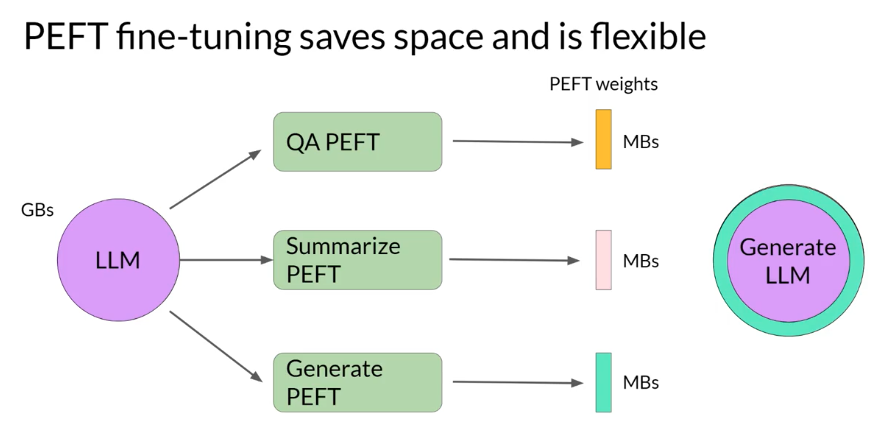 PEFT fine-tuning saves space and is flexible
PEFT weights
QA PEFT
MBs
GBs
LLM
Summarize
PEFT
MBs
Generate
LLM
Generate
PEFT
MBs